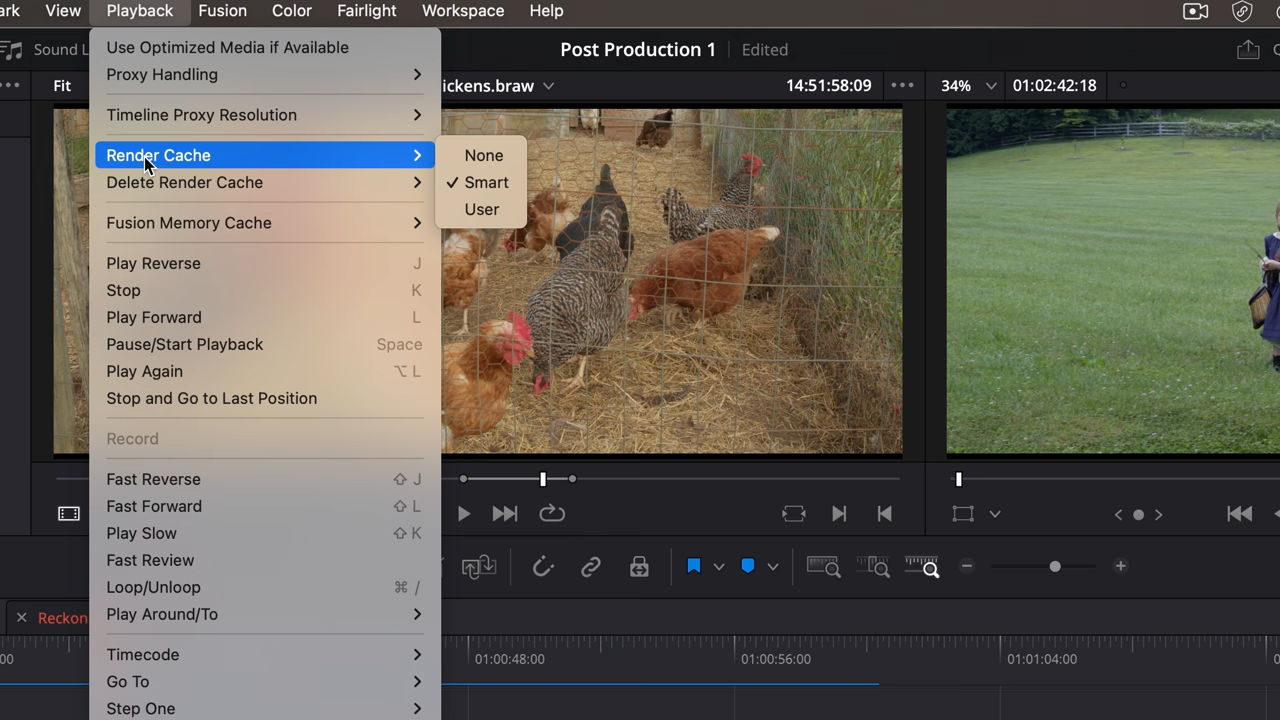 ark View Playback Fusion Color Fairlight Workspace Help
Sound L
Post Production 1 Edited
Fit
ickens.braw
14:51:58:09
34%
01:02:42:18
Use Optimized Media if Available
Proxy Handling
Timeline Proxy Resolution
Render Cache
Delete Render Cache
Fusion Memory Cache
Play Reverse J
Stop K
Play Forward L
Pause/Start Playback Space
Play Again ⌥ L
Stop and Go to Last Position
Record
Fast Reverse ⇧ J
Fast Forward ⇧ L
Play Slow ⇧ K
Fast Review
Loop/Unloop ⌘ /
Play Around/To
Timecode
Go To
Step One
None
✓ Smart
User
Reckon
00
01:00:48:00
01:00:56:00
01:01:04:00